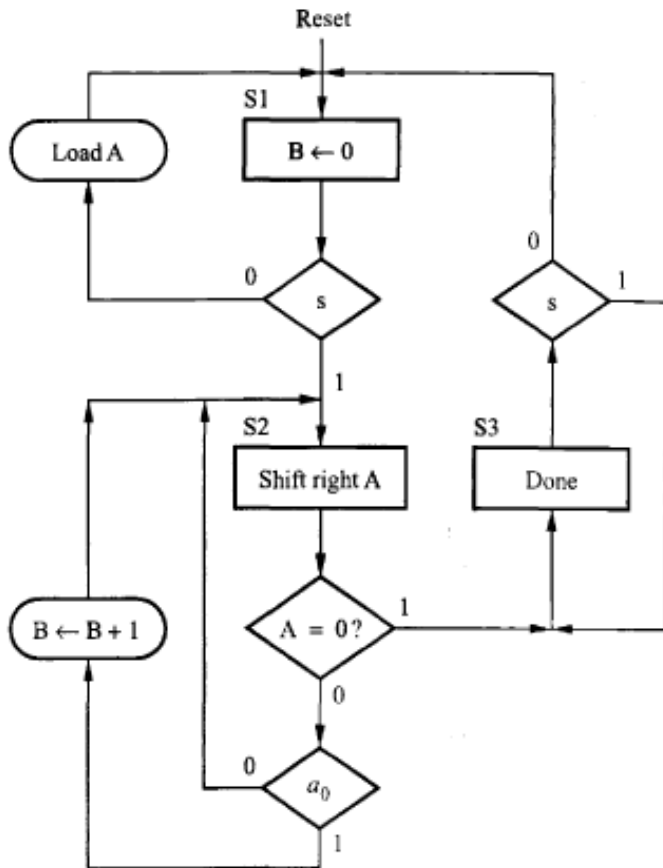 Reset
S1
Load A
B ← 0
0
s
1
0
s
1
S2
Shift right A
S3
Done
B ← B + 1
A = 0 ?
1
0
0
a₀
1